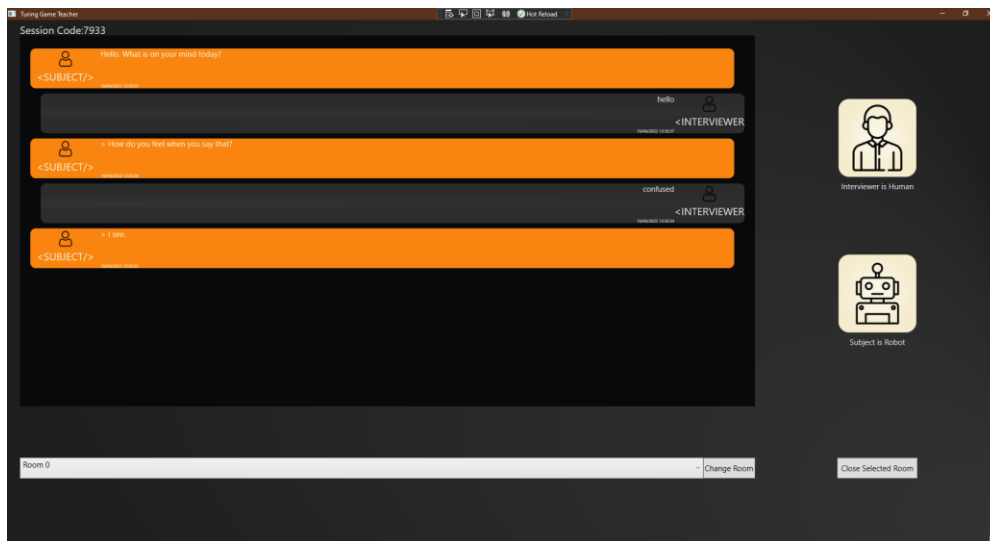 Turing Game Teacher
Hot Reload
Session Code:7933
Hello. What is on your mind today?
<SUBJECT/>
hello
<INTERVIEWER
> How do you feel when you say that?
<SUBJECT/>
confused
<INTERVIEWER
> I see.
<SUBJECT/>
Interviewer is Human
Subject is Robot
Room 0
Change Room
Close Selected Room